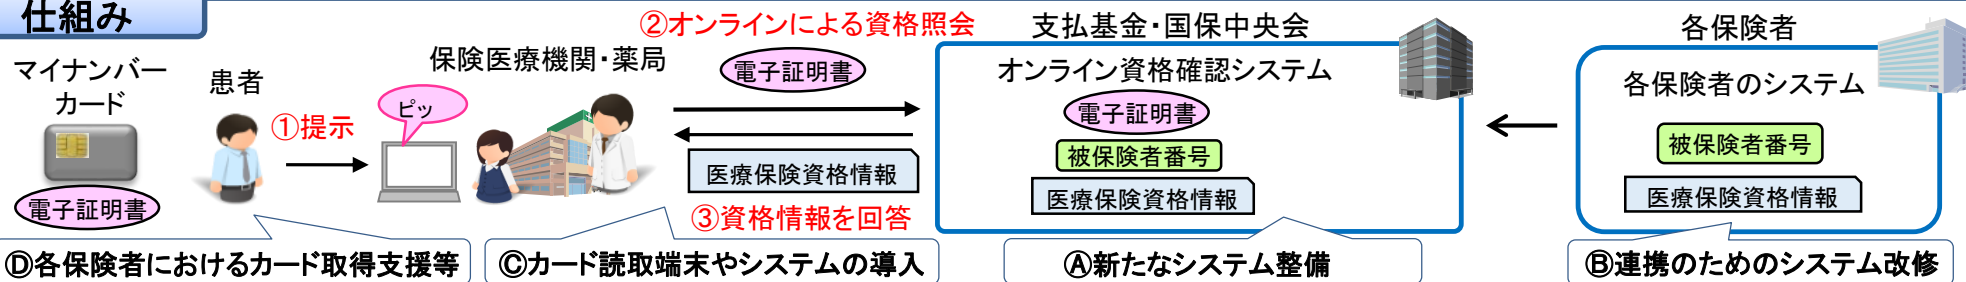 仕組み
マイナンバー
カード
電子証明書
患者
①提示
ピッ
保険医療機関・薬局
②オンラインによる資格照会
電子証明書
医療保険資格情報
③資格情報を回答
支払基金・国保中央会
オンライン資格確認システム
電子証明書
被保険者番号
医療保険資格情報
各保険者
各保険者のシステム
被保険者番号
医療保険資格情報
Ⓓ各保険者におけるカード取得支援等
Ⓒカード読取端末やシステムの導入
Ⓐ新たなシステム整備
Ⓑ連携のためのシステム改修